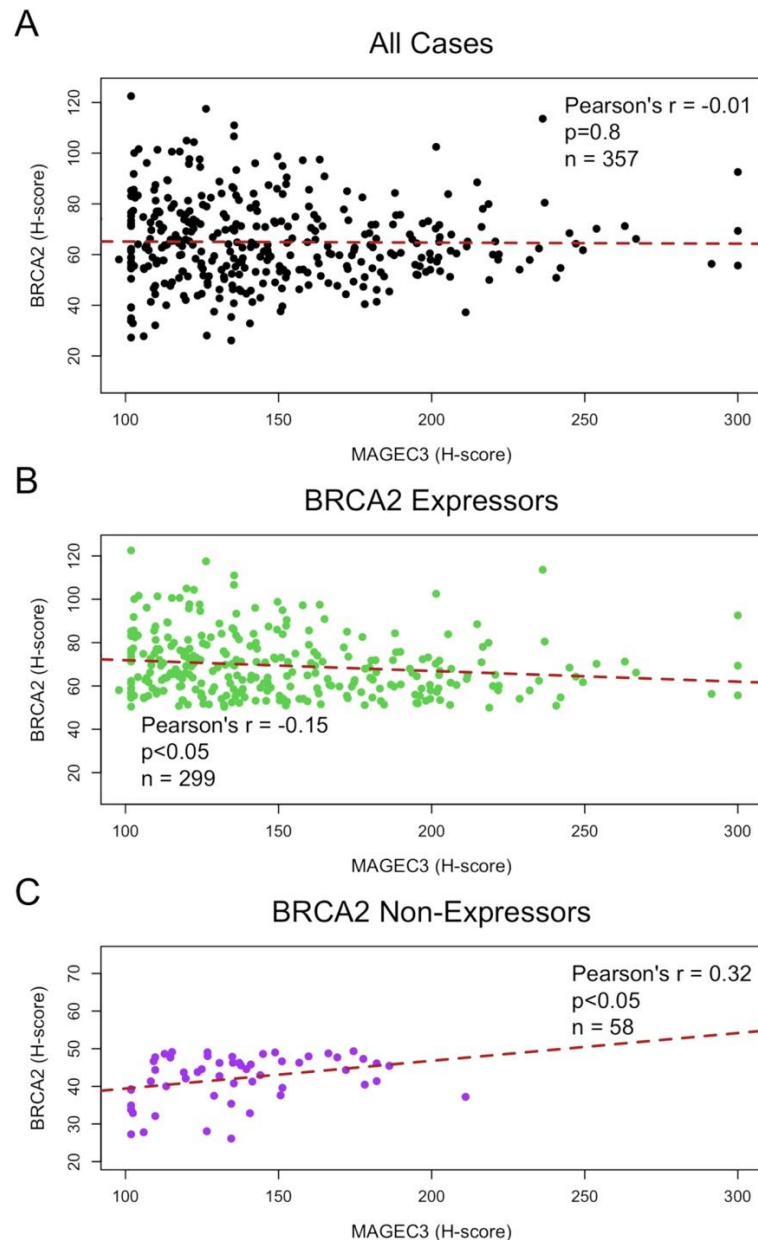 A
All Cases
Pearson's r = -0.01
p=0.8
n = 357
120
100
80
60
40
20
BRCA2 (H-score)
100 150 200 250 300
MAGEC3 (H-score)
B
BRCA2 Expressors
120
100
80
60
40
20
BRCA2 (H-score)
Pearson's r = -0.15
p<0.05
n = 299
100 150 200 250 300
MAGEC3 (H-score)
C
BRCA2 Non-Expressors
Pearson's r = 0.32
p<0.05
n = 58
70
60
50
40
30
20
BRCA2 (H-score)
100 150 200 250 300
MAGEC3 (H-score)